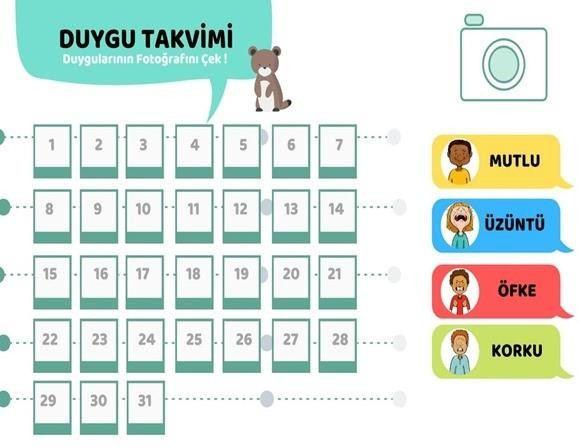 DUYGU TAKVİMİ
Duygularının Fotoğrafını Çek !
1 2 3 4 5 6 7
8 9 10 11 12 13 14
15 16 17 18 19 20 21
22 23 24 25 26 27 28
29 30 31
MUTLU
ÜZÜNTÜ
ÖFKE
KORKU